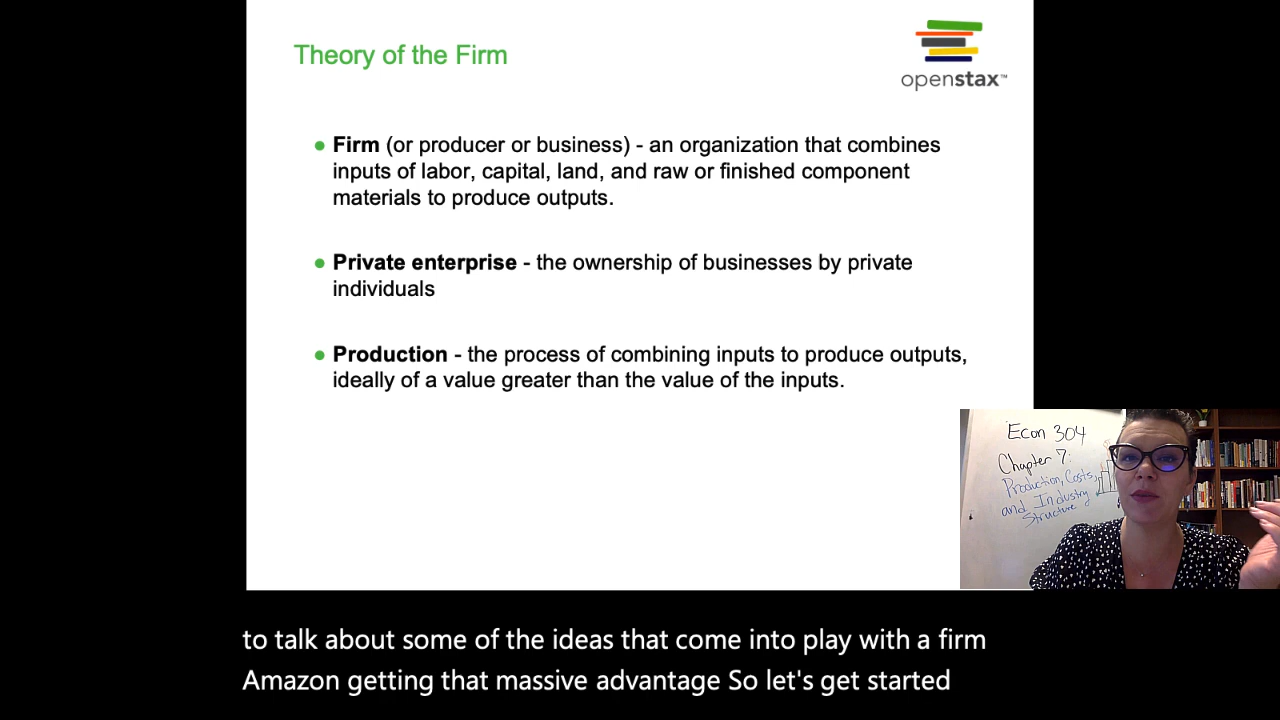 Theory of the Firm
openstax™
● Firm (or producer or business) - an organization that combines
inputs of labor, capital, land, and raw or finished component
materials to produce outputs.
● Private enterprise - the ownership of businesses by private
individuals
● Production - the process of combining inputs to produce outputs,
ideally of a value greater than the value of the inputs.
Econ 304
Chapter 7:
Production, Costs,
and Industry
Structure
to talk about some of the ideas that come into play with a firm
Amazon getting that massive advantage So let's get started